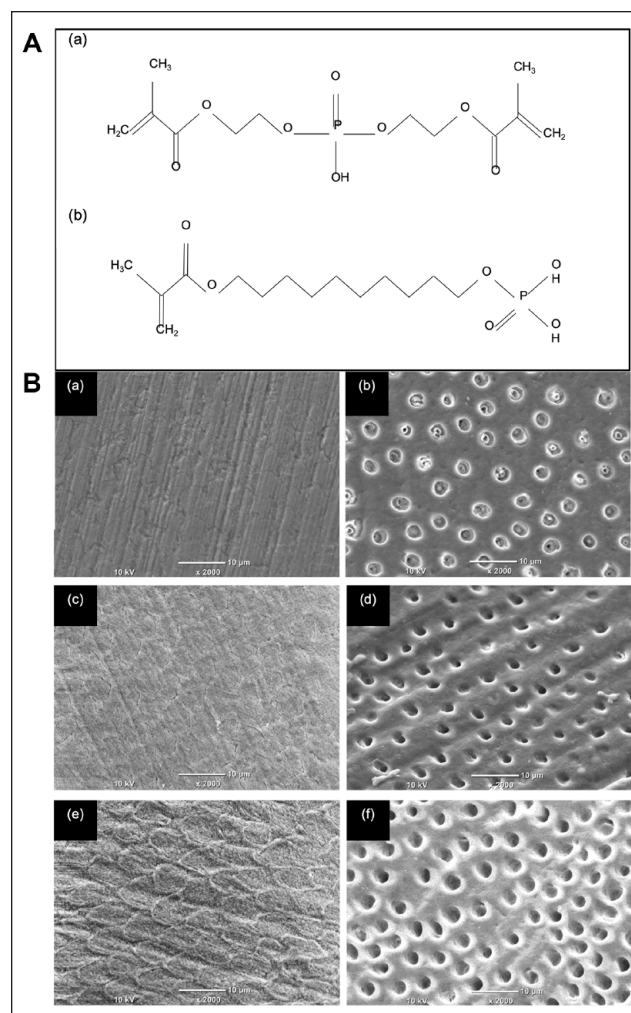 A
(a)
CH3
O
CH3
O
O
H2C
O
P
O
CH2
O
OH
O
(b)
O
H3C
O
O
O
H
P
CH2
O
O
H
B
(a)
10 kV
10 µm
x 2000
(b)
10 kV
10 µm
x 2000
(c)
10 kV
10 µm
x 2000
(d)
10 kV
10 µm
x 2000
(e)
10 kV
10 µm
x 2000
(f)
10 kV
10 µm
x 2000